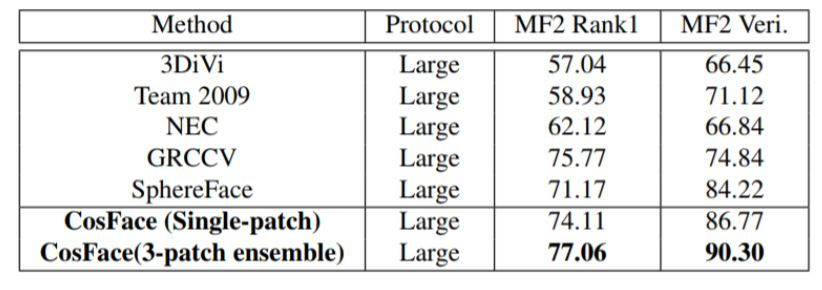 Method Protocol MF2 Rank1 MF2 Veri.
3DiVi Large 57.04 66.45
Team 2009 Large 58.93 71.12
NEC Large 62.12 66.84
GRCCV Large 75.77 74.84
SphereFace Large 71.17 84.22
CosFace (Single-patch) Large 74.11 86.77
CosFace(3-patch ensemble) Large 77.06 90.30